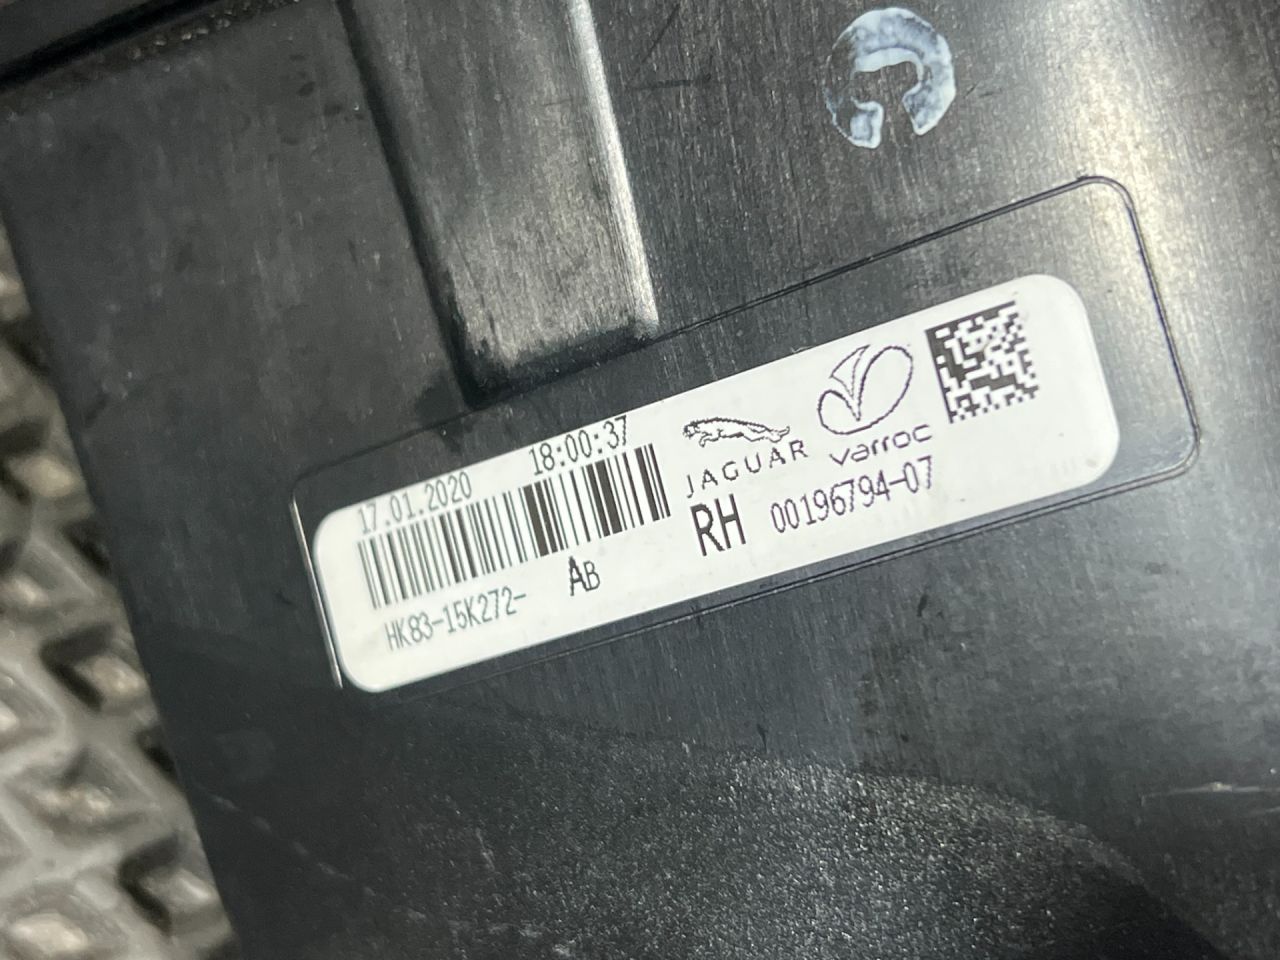 17.01.2020 18:00:37
JAGUAR
varroc
RH 00196794-07
HK83-15K272- AB